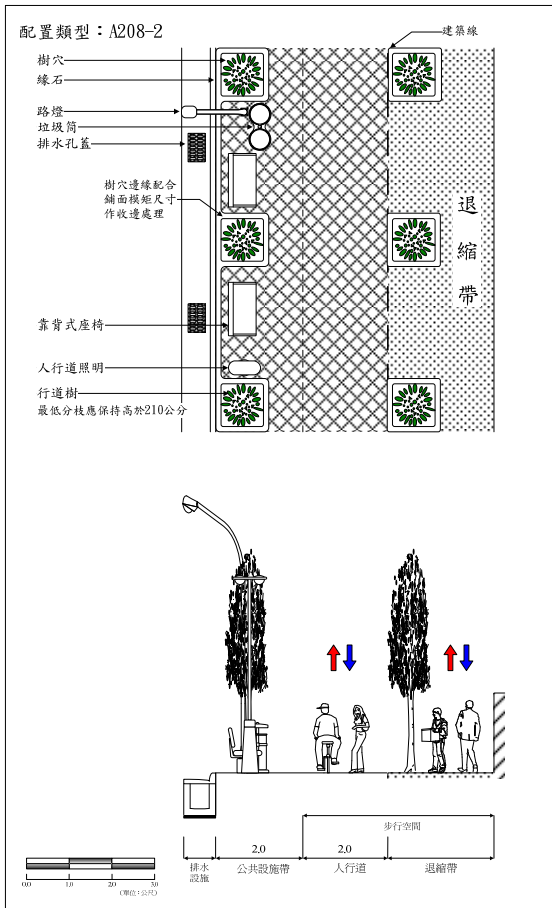 配置類型：A208-2
建築線
樹穴
緣石
路燈
垃圾筒
排水孔蓋
樹穴邊緣配合
鋪面模矩尺寸
作收邊處理
退縮帶
靠背式座椅
人行道照明
行道樹
最低分枝應保持高於210公分
步行空間
2.0
2.0
排水
設施
公共設施帶
人行道
退縮帶
0.0
1.0
2.0
3.0
(單位:公尺)